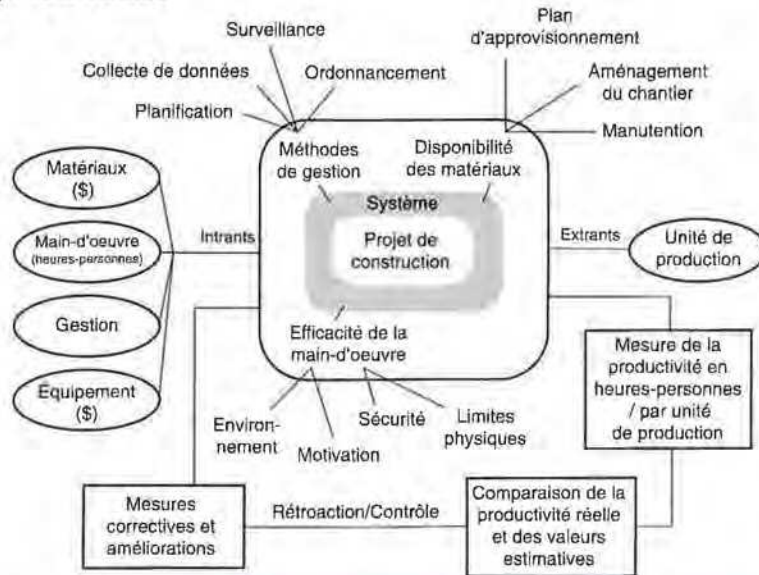 Surveillance
Plan
d'approvisionnement
Collecte de données
Ordonnancement
Aménagement
du chantier
Planification
Manutention
Méthodes
de gestion
Disponibilité
des matériaux
Matériaux
($)
Système
Main-d'oeuvre
(heures-personnes)
Intrants
Projet de
construction
Extrants
Unité de
production
Gestion
Efficacité de la
main-d'oeuvre
Mesure de la
productivité en
heures-personnes
/ par unité
de production
Équipement
($)
Environ-
nement
Motivation
Sécurité
Limites
physiques
Mesures
correctives et
améliorations
Rétroaction/Contrôle
Comparaison de la
productivité réelle
et des valeurs
estimatives